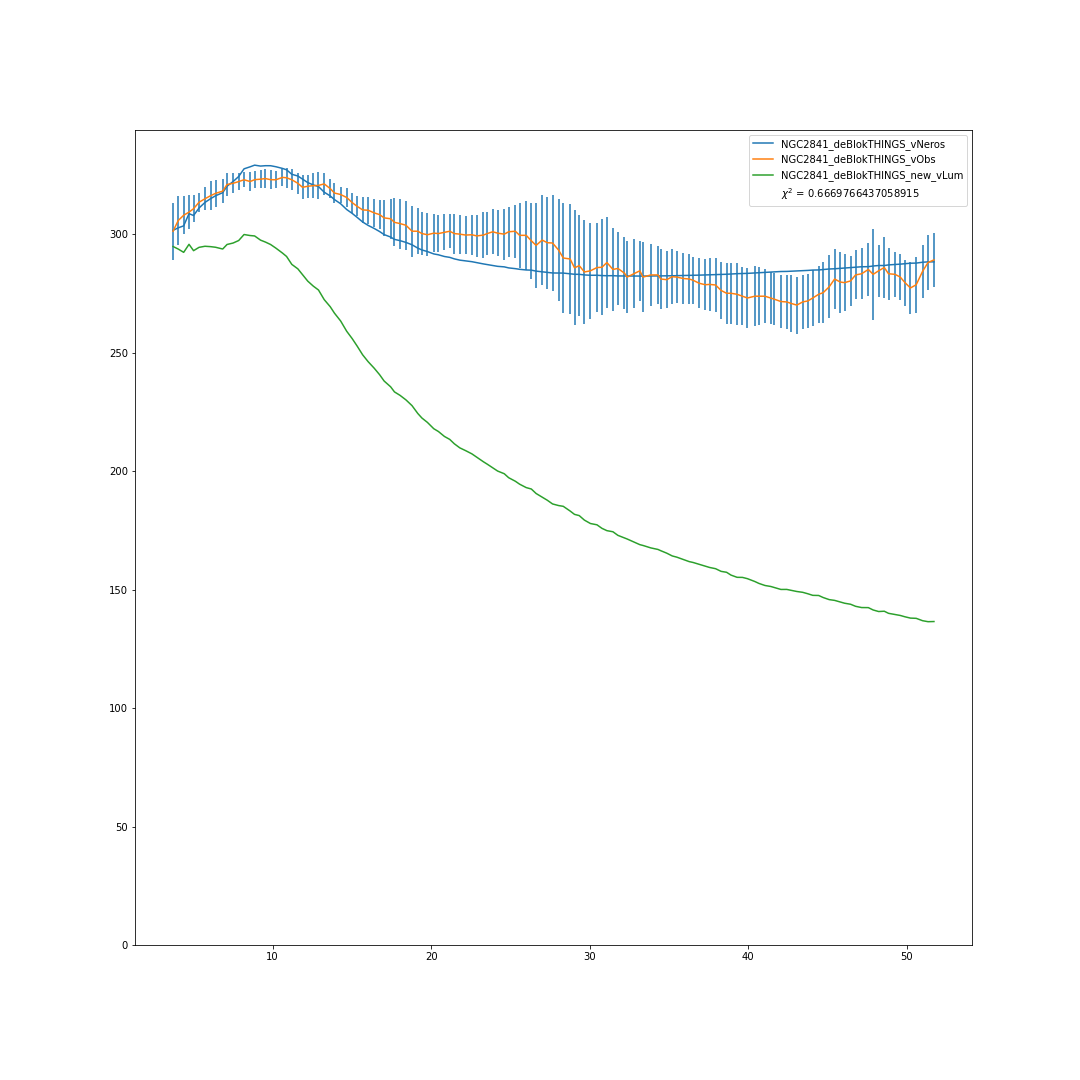 NGC2841_deBlokTHINGS_vNeros
NGC2841_deBlokTHINGS_vObs
NGC2841_deBlokTHINGS_new_vLum
χ² = 0.6669766437058915
300
250
200
150
100
50
0
10 20 30 40 50